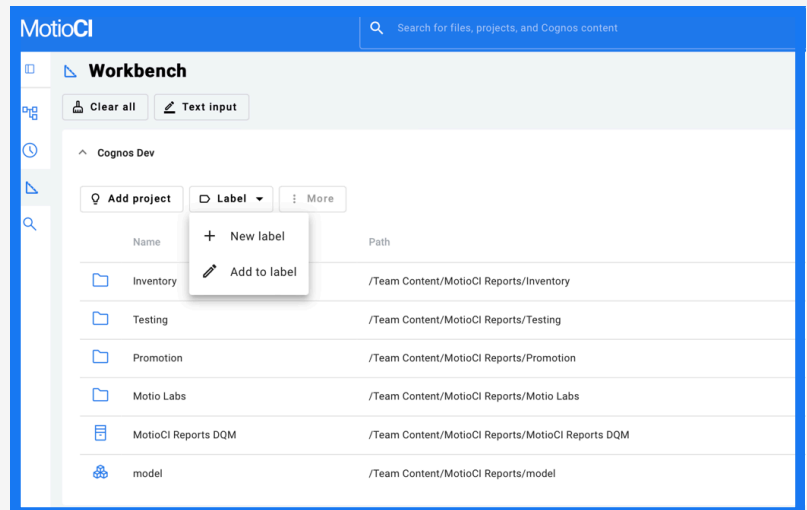 MotioCI
Search for files, projects, and Cognos content
Workbench
Clear all Text input
Cognos Dev
Add project Label More
New label
Add to label
Name Path
Inventory /Team Content/MotioCI Reports/Inventory
Testing /Team Content/MotioCI Reports/Testing
Promotion /Team Content/MotioCI Reports/Promotion
Motio Labs /Team Content/MotioCI Reports/Motio Labs
MotioCI Reports DQM /Team Content/MotioCI Reports/MotioCI Reports DQM
model /Team Content/MotioCI Reports/model